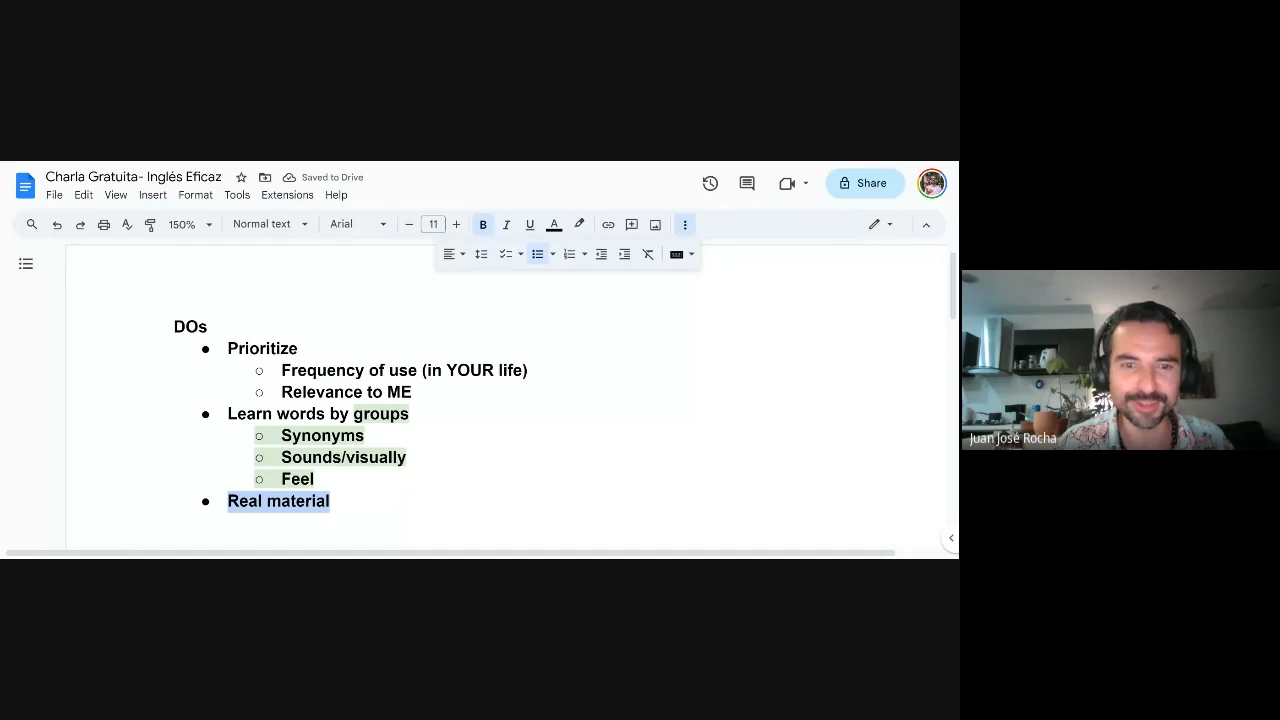 Charla Gratuita- Inglés Eficaz
Saved to Drive
File Edit View Insert Format Tools Extensions Help
Share
150% Normal text Arial 11 B I U A
DOs
● Prioritize
○ Frequency of use (in YOUR life)
○ Relevance to ME
● Learn words by groups
○ Synonyms
○ Sounds/visually
○ Feel
● Real material
Juan José Rocha